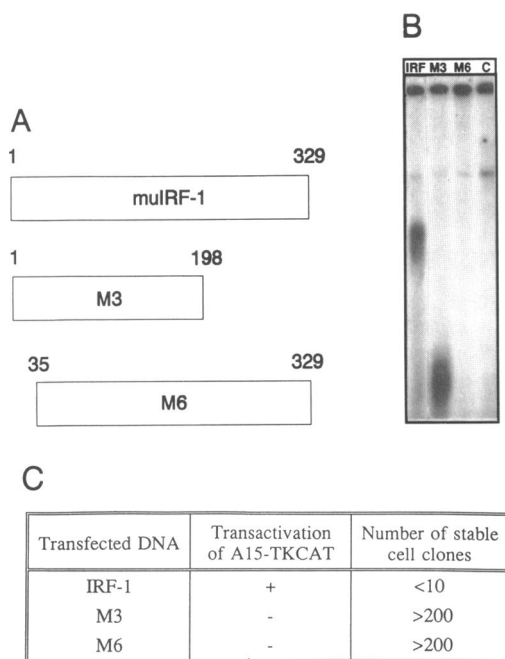 A
1 329
muIRF-1
1 198
M3
35 329
M6
B
IRF M3 M6 C
C
Transfected DNA Transactivation of A15-TKCAT Number of stable cell clones
IRF-1 + <10
M3 - >200
M6 - >200